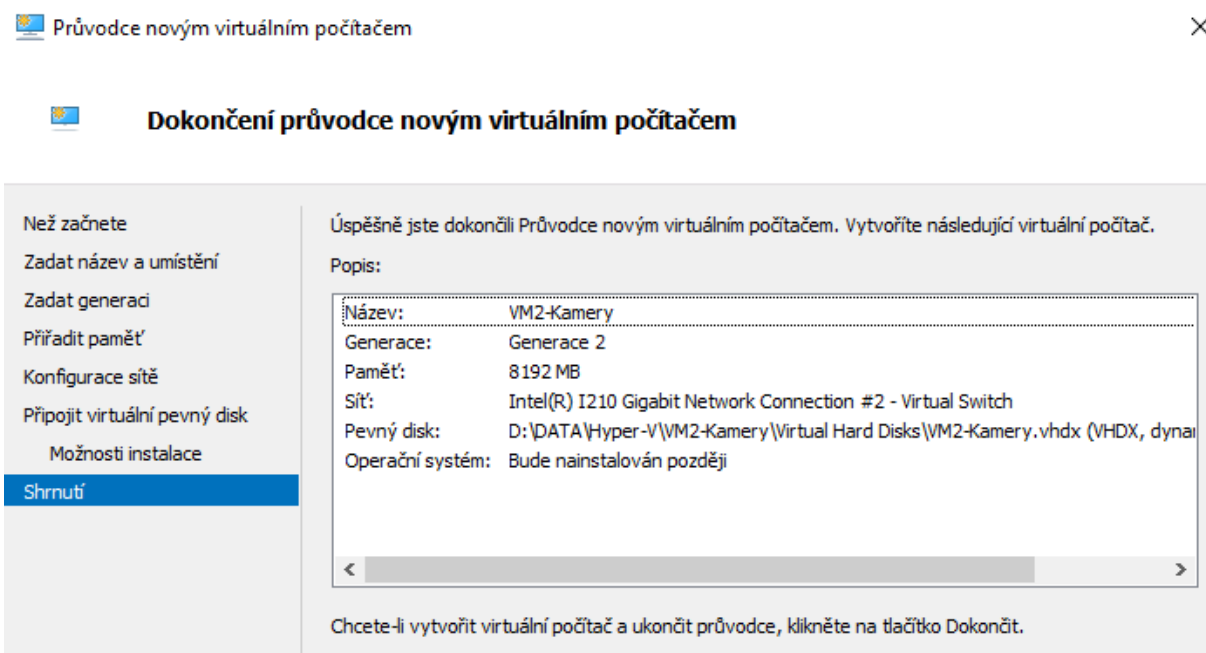 Průvodce novým virtuálním počítačem
Dokončení průvodce novým virtuálním počítačem
Než začnete
Zadat název a umístění
Zadat generaci
Přiřadit paměť
Konfigurace sítě
Připojit virtuální pevný disk
Možnosti instalace
Shrnutí
Úspěšně jste dokončili Průvodce novým virtuálním počítačem. Vytvoříte následující virtuální počítač.
Popis:
Název: VM2-Kamery
Generace: Generace 2
Paměť: 8192 MB
Síť: Intel(R) I210 Gigabit Network Connection #2 - Virtual Switch
Pevný disk: D:\DATA\Hyper-V\VM2-Kamery\Virtual Hard Disks\VM2-Kamery.vhdx (VHDX,
Operační systém: Bude nainstalován později
Chcete-li vytvořit virtuální počítač a ukončit průvodce, klikněte na tlačítko Dokončit.